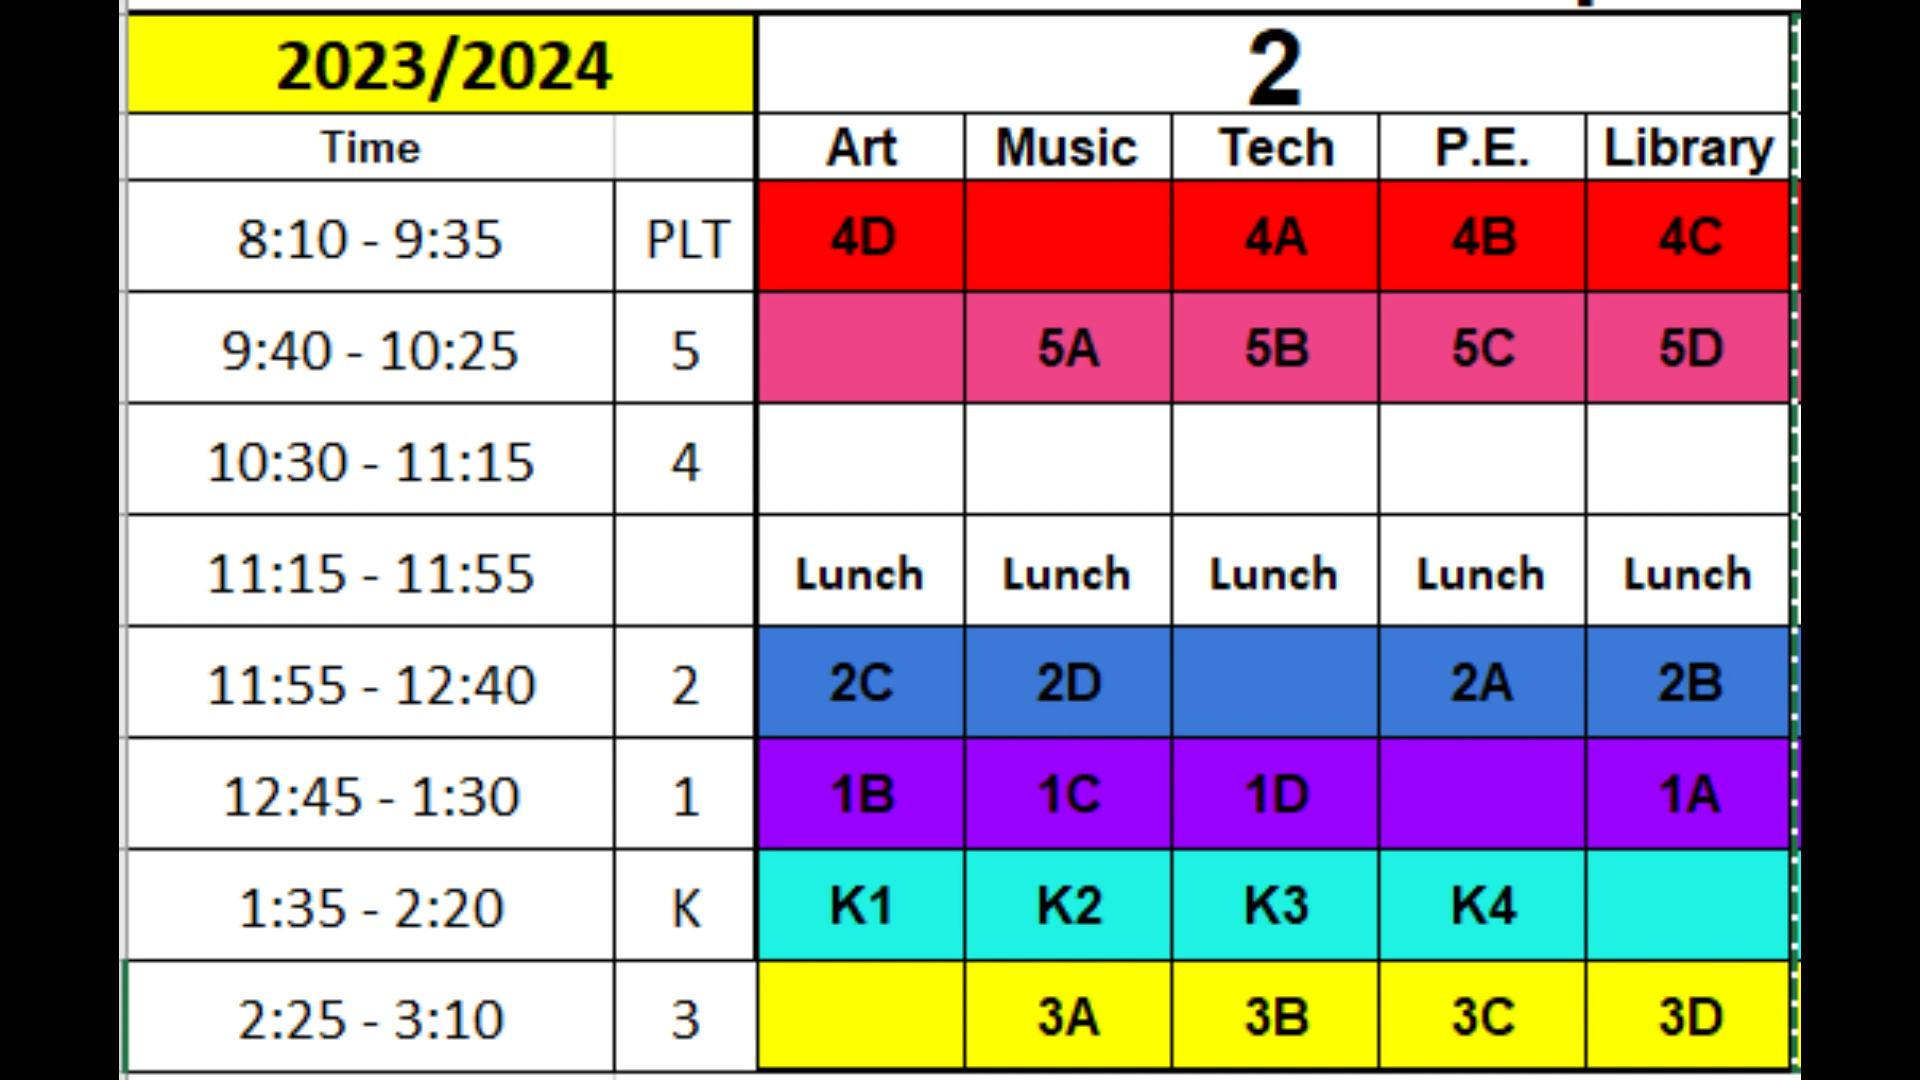 2023/2024 2
Time Art Music Tech P.E. Library
8:10 - 9:35 PLT 4D 4A 4B 4C
9:40 - 10:25 5 5A 5B 5C 5D
10:30 - 11:15 4
11:15 - 11:55 Lunch Lunch Lunch Lunch Lunch
11:55 - 12:40 2 2C 2D 2A 2B
12:45 - 1:30 1 1B 1C 1D 1A
1:35 - 2:20 K K1 K2 K3 K4
2:25 - 3:10 3 3A 3B 3C 3D